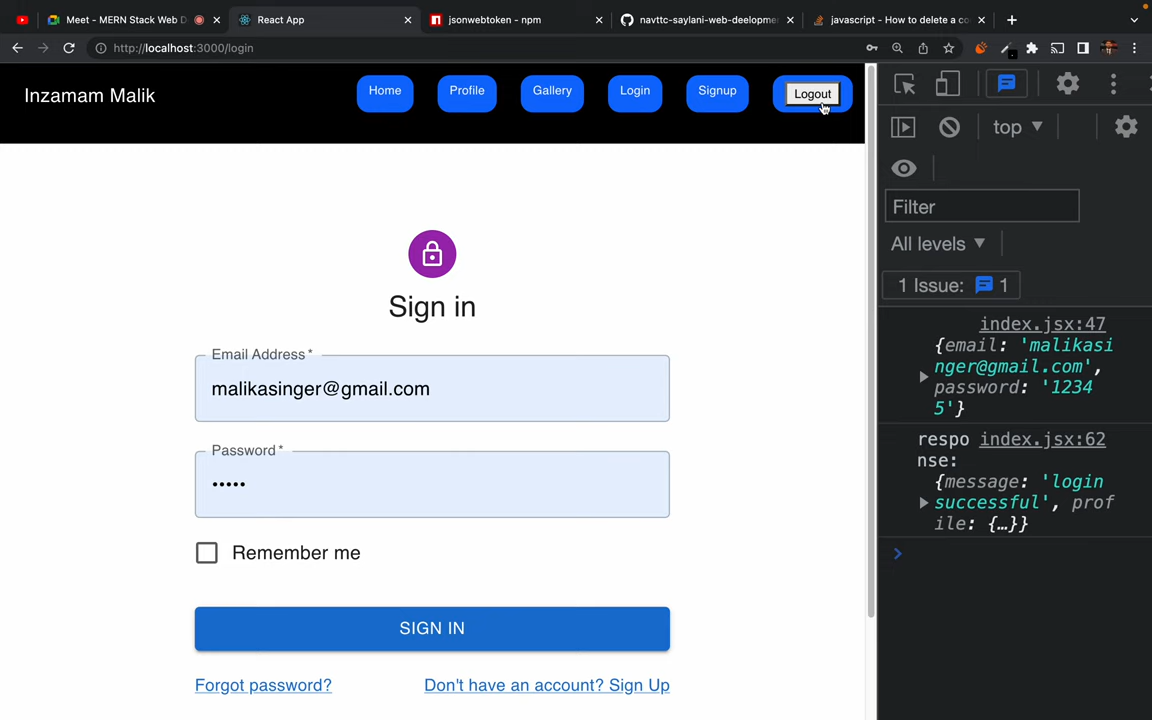 Meet - MERN Stack Web D
React App
jsonwebtoken - npm
navttc-saylani-web-deelopme
javascript - How to delete a co
http://localhost:3000/login
Inzamam Malik
Home
Profile
Gallery
Login
Signup
Logout
Sign in
Email Address *
malikasinger@gmail.com
Password *
•••••
Remember me
SIGN IN
Forgot password?
Don't have an account? Sign Up
top
Filter
All levels
1 Issue: 1
index.jsx:47
{email: 'malikasi
nger@gmail.com',
password: '1234
5'}
respo index.jsx:62
nse:
{message: 'login
successful', prof
ile: {…}}